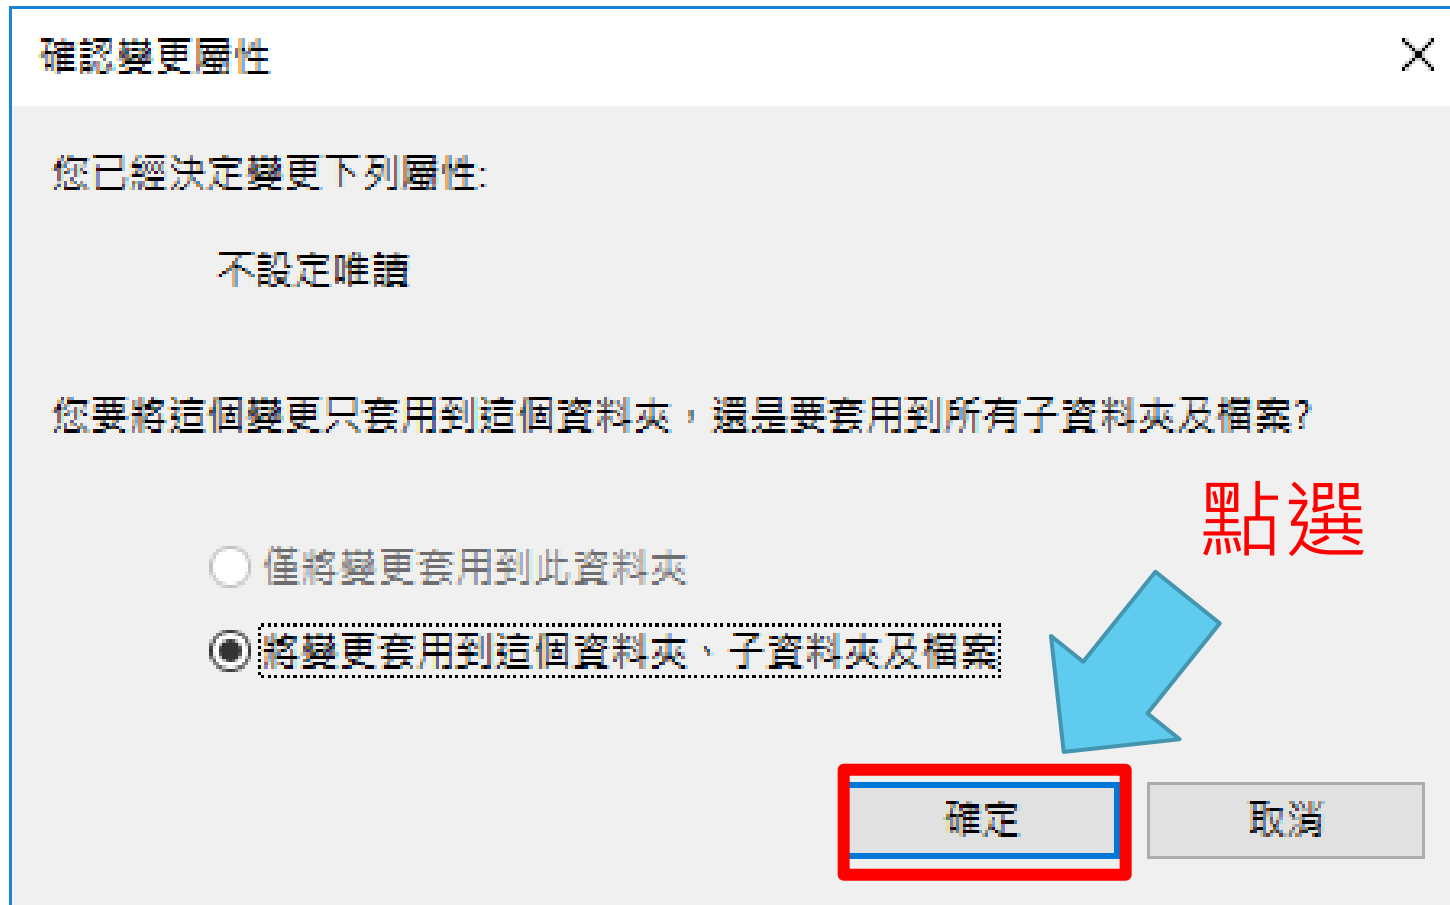 確認變更屬性
您已經決定變更下列屬性:
不設定唯讀
您要將這個變更只套用到這個資料夾，還是要套用到所有子資料夾及檔案?
點選
僅將變更套用到此資料夾
將變更套用到這個資料夾、子資料夾及檔案
確定
取消